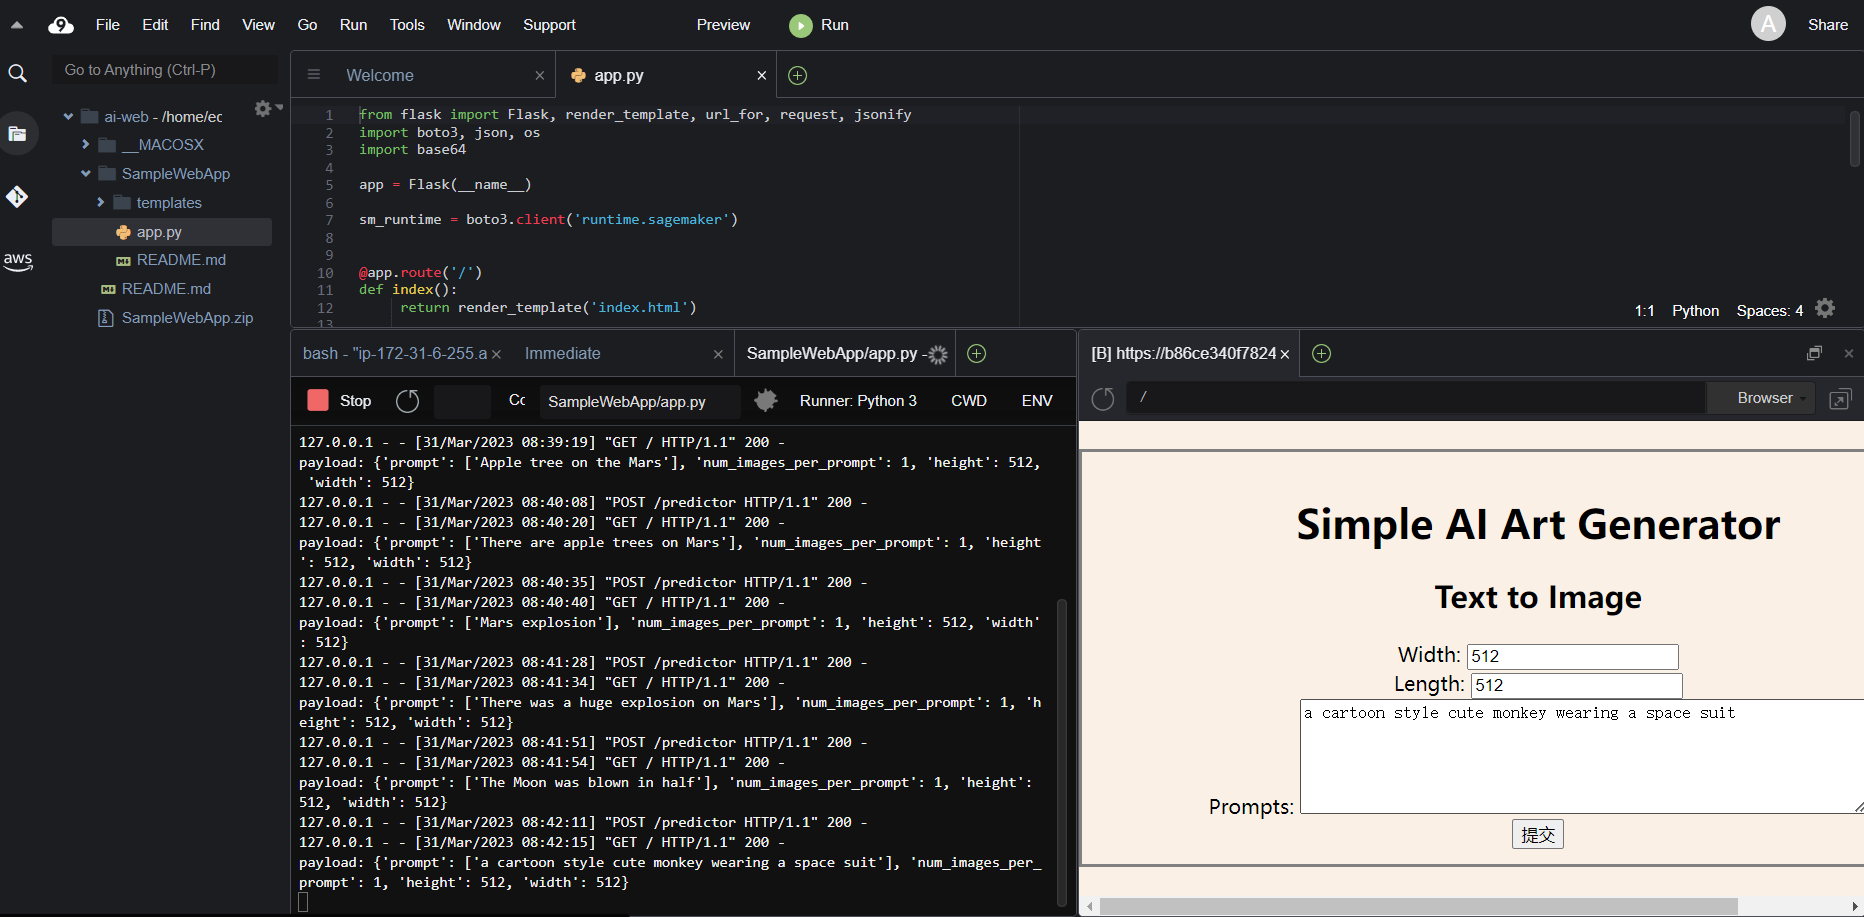 File Edit Find View Go Run Tools Window Support Preview Run A Share
Go to Anything (Ctrl-P)
ai-web - /home/ec
__MACOSX
SampleWebApp
templates
app.py
README.md
README.md
SampleWebApp.zip
aws
Welcome app.py
1 from flask import Flask, render_template, url_for, request, jsonify
2 import boto3, json, os
3 import base64
4
5 app = Flask(__name__)
6
7 sm_runtime = boto3.client('runtime.sagemaker')
8
9
10 @app.route('/')
11 def index():
12 return render_template('index.html')
13
1:1 Python Spaces: 4
bash - "ip-172-31-6-255.a Immediate SampleWebApp/app.py -
Stop Cc SampleWebApp/app.py Runner: Python 3 CWD ENV
127.0.0.1 - - [31/Mar/2023 08:39:19] "GET / HTTP/1.1" 200 -
payload: {'prompt': ['Apple tree on the Mars'], 'num_images_per_prompt': 1, 'height': 512,
'width': 512}
127.0.0.1 - - [31/Mar/2023 08:40:08] "POST /predictor HTTP/1.1" 200 -
127.0.0.1 - - [31/Mar/2023 08:40:20] "GET / HTTP/1.1" 200 -
payload: {'prompt': ['There are apple trees on Mars'], 'num_images_per_prompt': 1, 'height
': 512, 'width': 512}
127.0.0.1 - - [31/Mar/2023 08:40:35] "POST /predictor HTTP/1.1" 200 -
127.0.0.1 - - [31/Mar/2023 08:40:40] "GET / HTTP/1.1" 200 -
payload: {'prompt': ['Mars explosion'], 'num_images_per_prompt': 1, 'height': 512, 'width'
: 512}
127.0.0.1 - - [31/Mar/2023 08:41:28] "POST /predictor HTTP/1.1" 200 -
127.0.0.1 - - [31/Mar/2023 08:41:34] "GET / HTTP/1.1" 200 -
payload: {'prompt': ['There was a huge explosion on Mars'], 'num_images_per_prompt': 1, 'h
eight': 512, 'width': 512}
127.0.0.1 - - [31/Mar/2023 08:41:51] "POST /predictor HTTP/1.1" 200 -
127.0.0.1 - - [31/Mar/2023 08:41:54] "GET / HTTP/1.1" 200 -
payload: {'prompt': ['The Moon was blown in half'], 'num_images_per_prompt': 1, 'height':
512, 'width': 512}
127.0.0.1 - - [31/Mar/2023 08:42:11] "POST /predictor HTTP/1.1" 200 -
127.0.0.1 - - [31/Mar/2023 08:42:15] "GET / HTTP/1.1" 200 -
payload: {'prompt': ['a cartoon style cute monkey wearing a space suit'], 'num_images_per_
prompt': 1, 'height': 512, 'width': 512}
[B] https://b86ce340f7824
/ Browser
Simple AI Art Generator
Text to Image
Width: 512
Length: 512
a cartoon style cute monkey wearing a space suit
Prompts:
提交